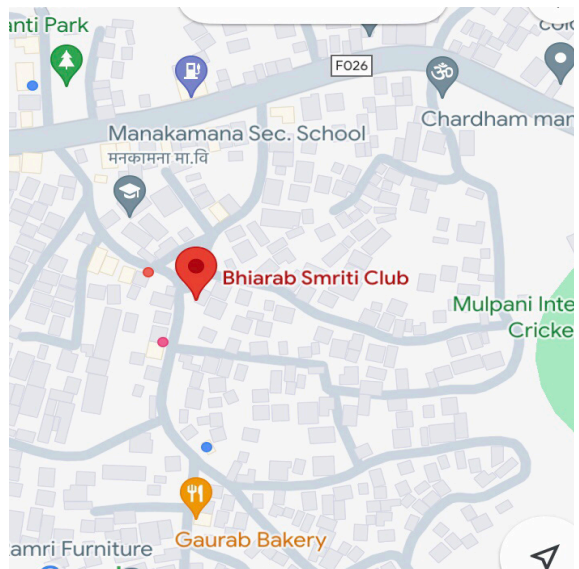 anti Park
F026
Chardham man
Manakamana Sec. School
मनकामना मा.वि
Bhiarab Smriti Club
Mulpani Inte
Cricke
Gaurab Bakery
amri Furniture